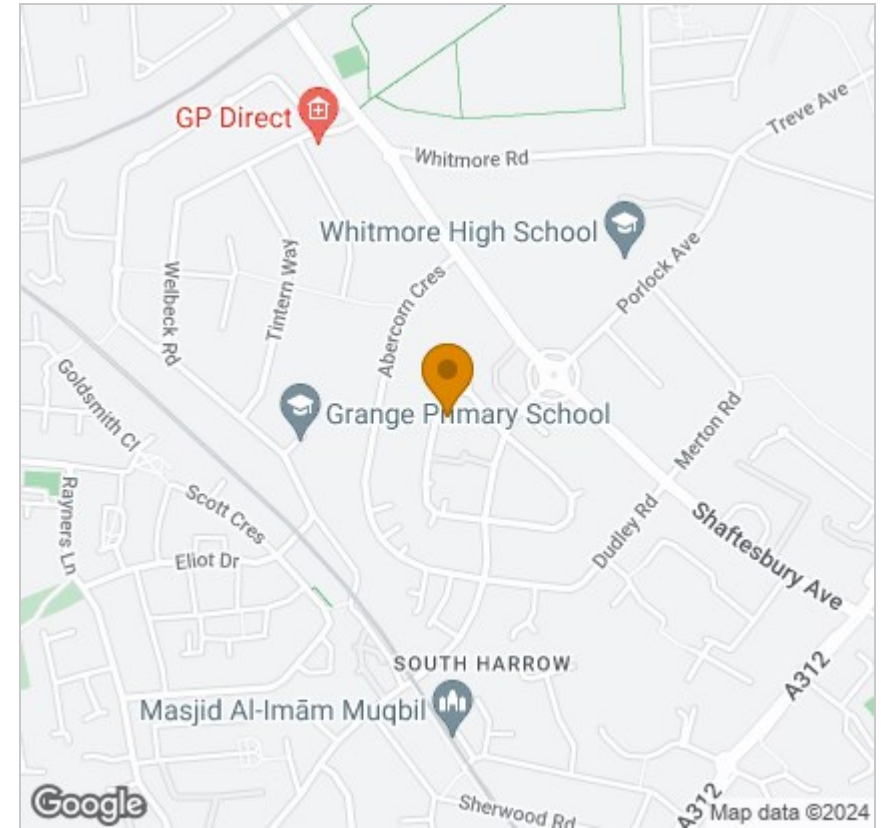 GP Direct
Treve Ave
Whitmore Rd
Whitmore High School
Tintern Way
Welbeck Rd
Abercorn Cres
Porlock Ave
Goldsmith Cl
Grange Primary School
Merton Rd
Rayners Ln
Scott Cres
Shaftesbury Ave
Dudley Rd
Eliot Dr
SOUTH HARROW
A312
Masjid Al-Imām Muqbil
A312
Sherwood Rd
Google
Map data ©2024